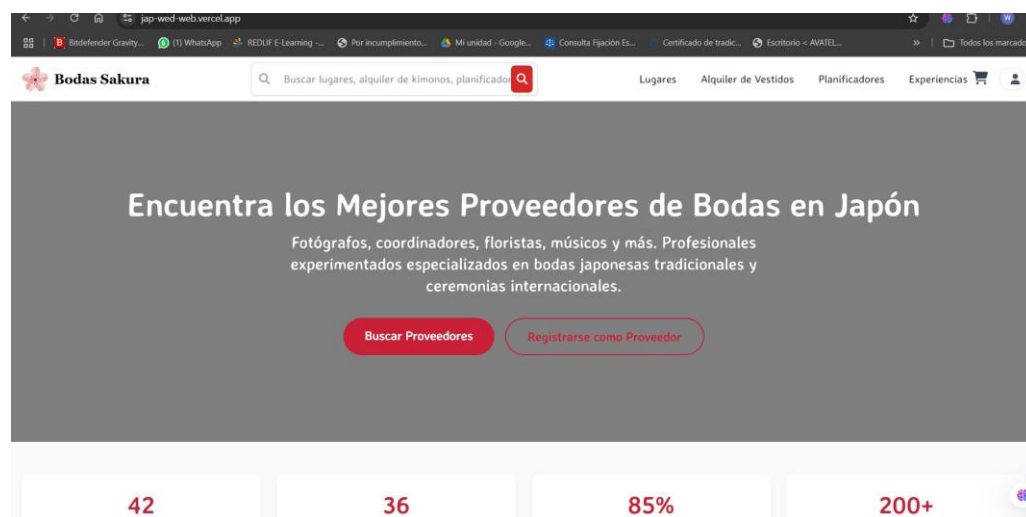 jap-wed-web.vercel.app
W
Bitdefender Gravity...
(1) WhatsApp
REDLIF E-Learning -...
Por incumplimiento...
Mi unidad - Google...
Consulta Fijación Es...
Certificado de tradic...
Escritorio < AVATEL...
»
Todos los marcado
Bodas Sakura
Buscar lugares, alquiler de kimonos, planificador
Lugares
Alquiler de Vestidos
Planificadores
Experiencias
Encuentra los Mejores Proveedores de Bodas en Japón
Fotógrafos, coordinadores, floristas, músicos y más. Profesionales
experimentados especializados en bodas japonesas tradicionales y
ceremonias internacionales.
Buscar Proveedores
Registrarse como Proveedor
42
36
85%
200+